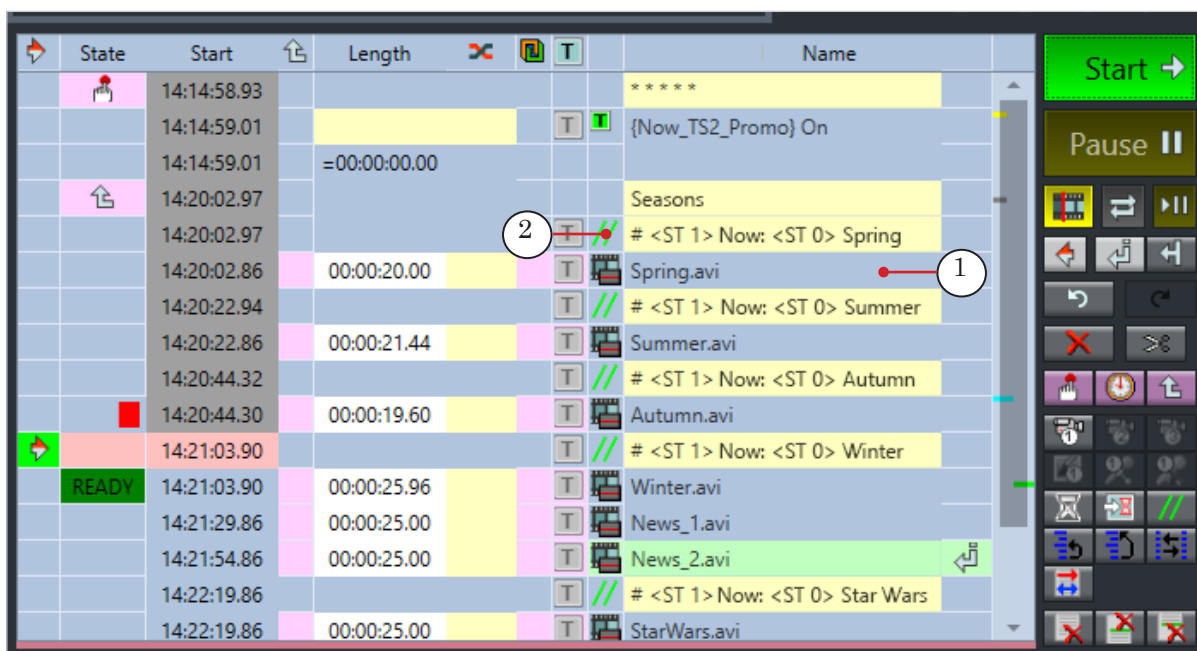 State Start Length T Name
14:14:58.93 * * * * *
14:14:59.01 T T {Now_TS2_Promo} On
14:14:59.01 =00:00:00.00
14:20:02.97 Seasons
14:20:02.97 2 T // # <ST 1> Now: <ST 0> Spring
14:20:02.86 00:00:20.00 T Spring.avi 1
14:20:22.94 T // # <ST 1> Now: <ST 0> Summer
14:20:22.86 00:00:21.44 T Summer.avi
14:20:44.32 T // # <ST 1> Now: <ST 0> Autumn
14:20:44.30 00:00:19.60 T Autumn.avi
14:21:03.90 T // # <ST 1> Now: <ST 0> Winter
READY 14:21:03.90 00:00:25.96 T Winter.avi
14:21:29.86 00:00:25.00 T News_1.avi
14:21:54.86 00:00:25.00 T News_2.avi
14:22:19.86 T // # <ST 1> Now: <ST 0> Star Wars
14:22:19.86 00:00:25.00 T StarWars.avi
Start
Pause